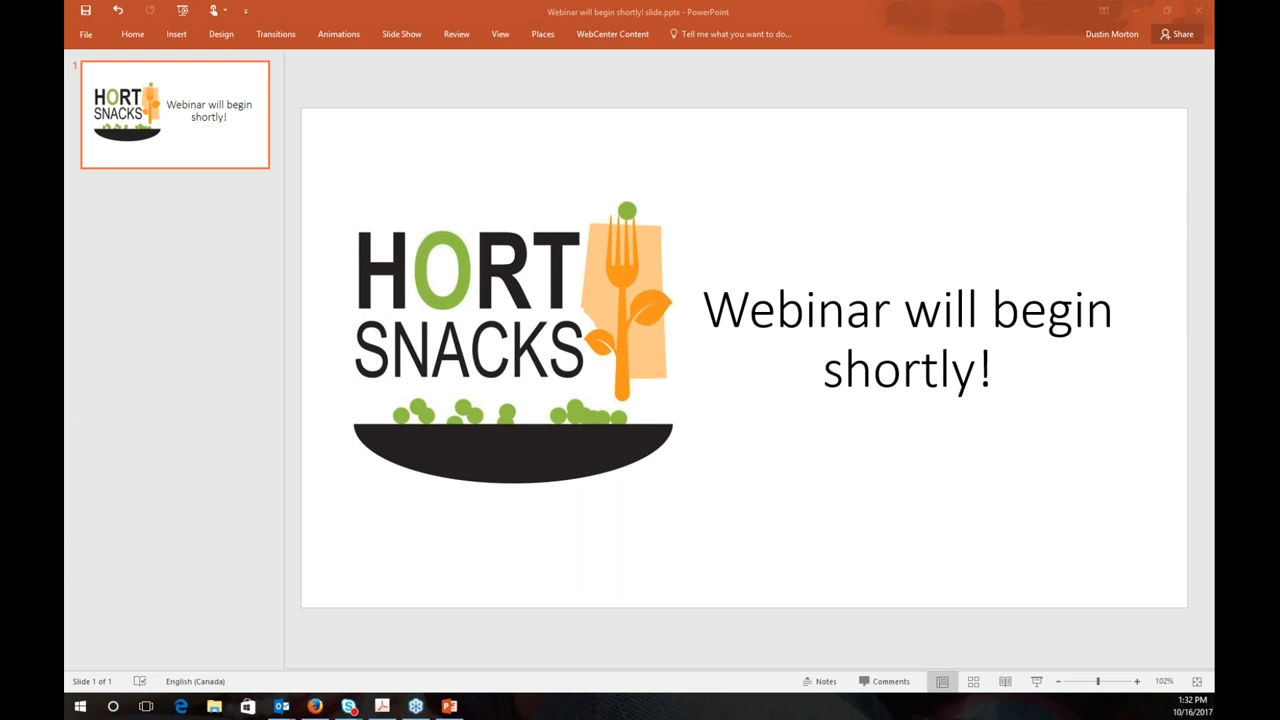 Webinar will begin shortly! slide.pptx - PowerPoint
File Home Insert Design Transitions Animations Slide Show Review View Places WebCenter Content Tell me what you want to do... Dustin Morton Share
1
HORT
SNACKS
Webinar will begin
shortly!
HORT
SNACKS
Webinar will begin
shortly!
Slide 1 of 1 English (Canada) Notes Comments 102%
1:32 PM
10/16/2017